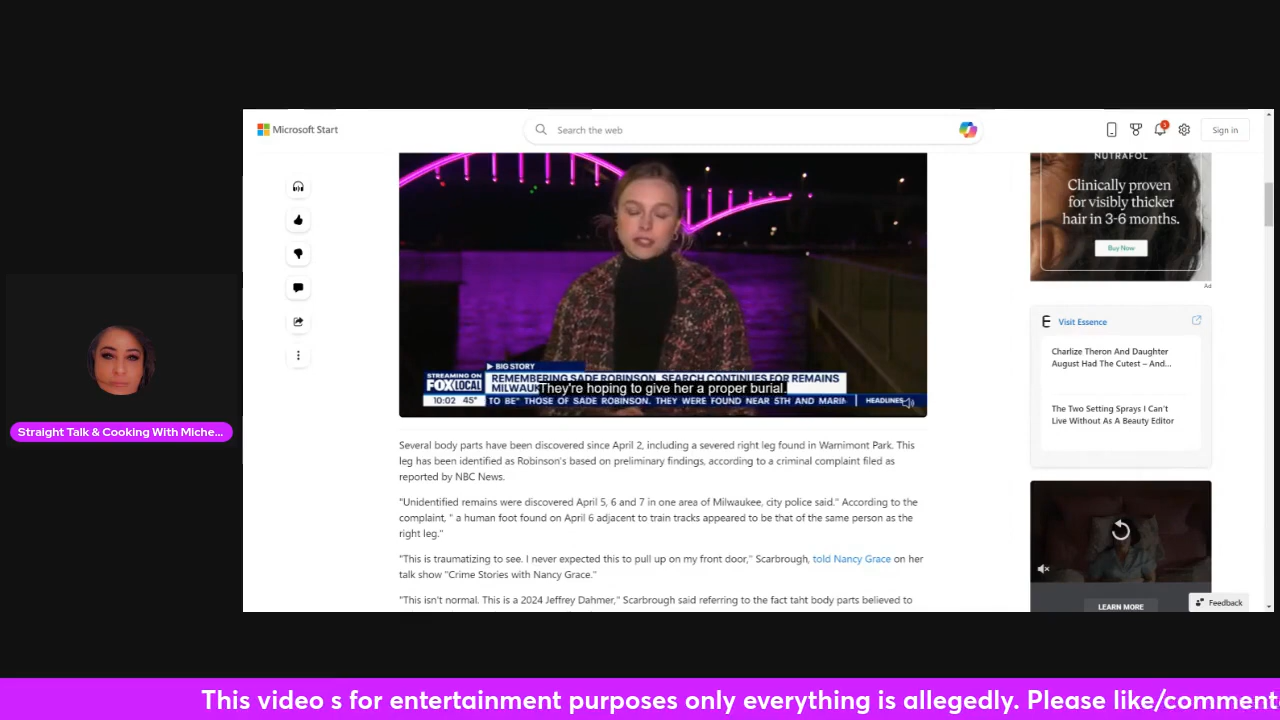 Microsoft Start
Search the web
5
Sign in
NUTRAFOL
Clinically proven
for visibly thicker
hair in 3-6 months.
Buy Now
Ad
Visit Essence
Charlize Theron And Daughter
August Had The Cutest – And...
The Two Setting Sprays I Can't
Live Without As A Beauty Editor
BIG STORY
STREAMING ON
FOX LOCAL
REMEMBERING SADE ROBINSON, SEARCH CONTINUES FOR REMAINS
They're hoping to give her a proper burial.
10:02 45°
TO BE" THOSE OF SADE ROBINSON. THEY WERE FOUND NEAR 5TH AND MARIN
HEADLINES
Straight Talk & Cooking With Miche...
Several body parts have been discovered since April 2, including a severed right leg found in Warnimont Park. This
leg has been identified as Robinson's based on preliminary findings, according to a criminal complaint filed as
reported by NBC News.
"Unidentified remains were discovered April 5, 6 and 7 in one area of Milwaukee, city police said." According to the
complaint, " a human foot found on April 6 adjacent to train tracks appeared to be that of the same person as the
right leg."
"This is traumatizing to see. I never expected this to pull up on my front door," Scarbrough, told Nancy Grace on her
talk show "Crime Stories with Nancy Grace."
"This isn't normal. This is a 2024 Jeffrey Dahmer," Scarbrough said referring to the fact taht body parts believed to
LEARN MORE
Feedback
This video s for entertainment purposes only everything is allegedly. Please like/comment